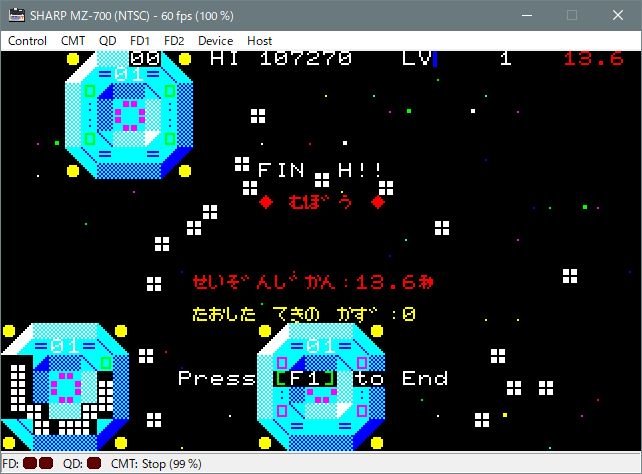 SHARP MZ-700 (NTSC) - 60 fps (100 %)
Control CMT QD FD1 FD2 Device Host
00 HI 107270 LV 1 13.6
01
FIN H!!
◆ むぼう ◆
せいぞんじかん:13.6秒
たおした てきの かず:0
01 01
Press [F1] to End
FD: QD: CMT: Stop (99 %)